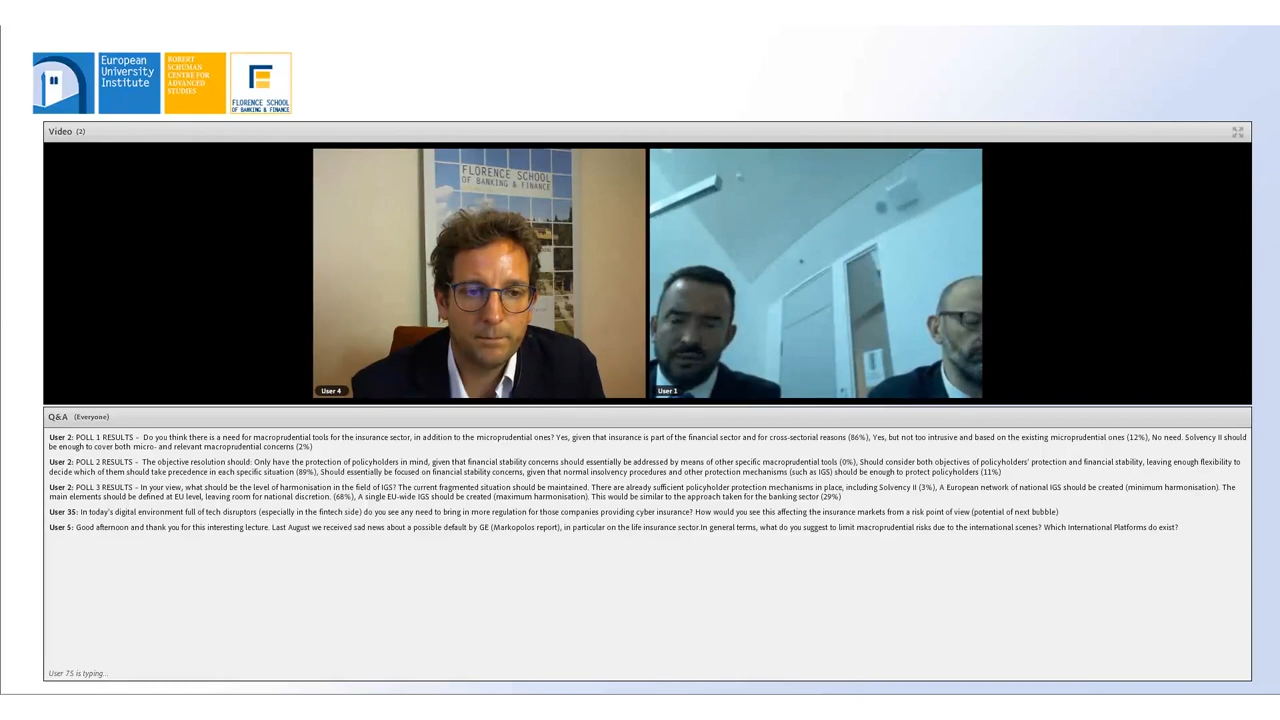 European
University
Institute
ROBERT
SCHUMAN
CENTRE FOR
ADVANCED
STUDIES
FLORENCE SCHOOL
OF BANKING & FINANCE
Video (2)
FLORENCE SCHOOL
OF BANKING & FINANCE
User 4
User 1
Q&A (Everyone)
User 2: POLL 1 RESULTS - Do you think there is a need for macroprudential tools for the insurance sector, in addition to the microprudential ones? Yes, given that insurance is part of the financial sector and for cross-sectorial reasons (86%), Yes, but not too intrusive and based on the existing microprudential ones (12%), No need. Solvency II should
be enough to cover both micro- and relevant macroprudential concerns (2%)
User 2: POLL 2 RESULTS - The objective resolution should: Only have the protection of policyholders in mind, given that financial stability concerns should essentially be addressed by means of other specific macroprudential tools (0%), Should consider both objectives of policyholders' protection and financial stability, leaving enough flexibility to
decide which of them should take precedence in each specific situation (89%), Should essentially be focused on financial stability concerns, given that normal insolvency procedures and other protection mechanisms (such as IGS) should be enough to protect policyholders (11%)
User 2: POLL 3 RESULTS - In your view, what should be the level of harmonisation in the field of IGS? The current fragmented situation should be maintained. There are already sufficient policyholder protection mechanisms in place, including Solvency II (3%), A European network of national IGS should be created (minimum harmonisation). The
main elements should be defined at EU level, leaving room for national discretion. (68%), A single EU-wide IGS should be created (maximum harmonisation). This would be similar to the approach taken for the banking sector (29%)
User 35: In today's digital environment full of tech disruptors (especially in the fintech side) do you see any need to bring in more regulation for those companies providing cyber insurance? How would you see this affecting the insurance markets from a risk point of view (potential of next bubble)
User 5: Good afternoon and thank you for this interesting lecture. Last August we received sad news about a possible default by GE (Markopolos report), in particular on the life insurance sector.In general terms, what do you suggest to limit macroprudential risks due to the international scenes? Which International Platforms do exist?
User 75 is typing...